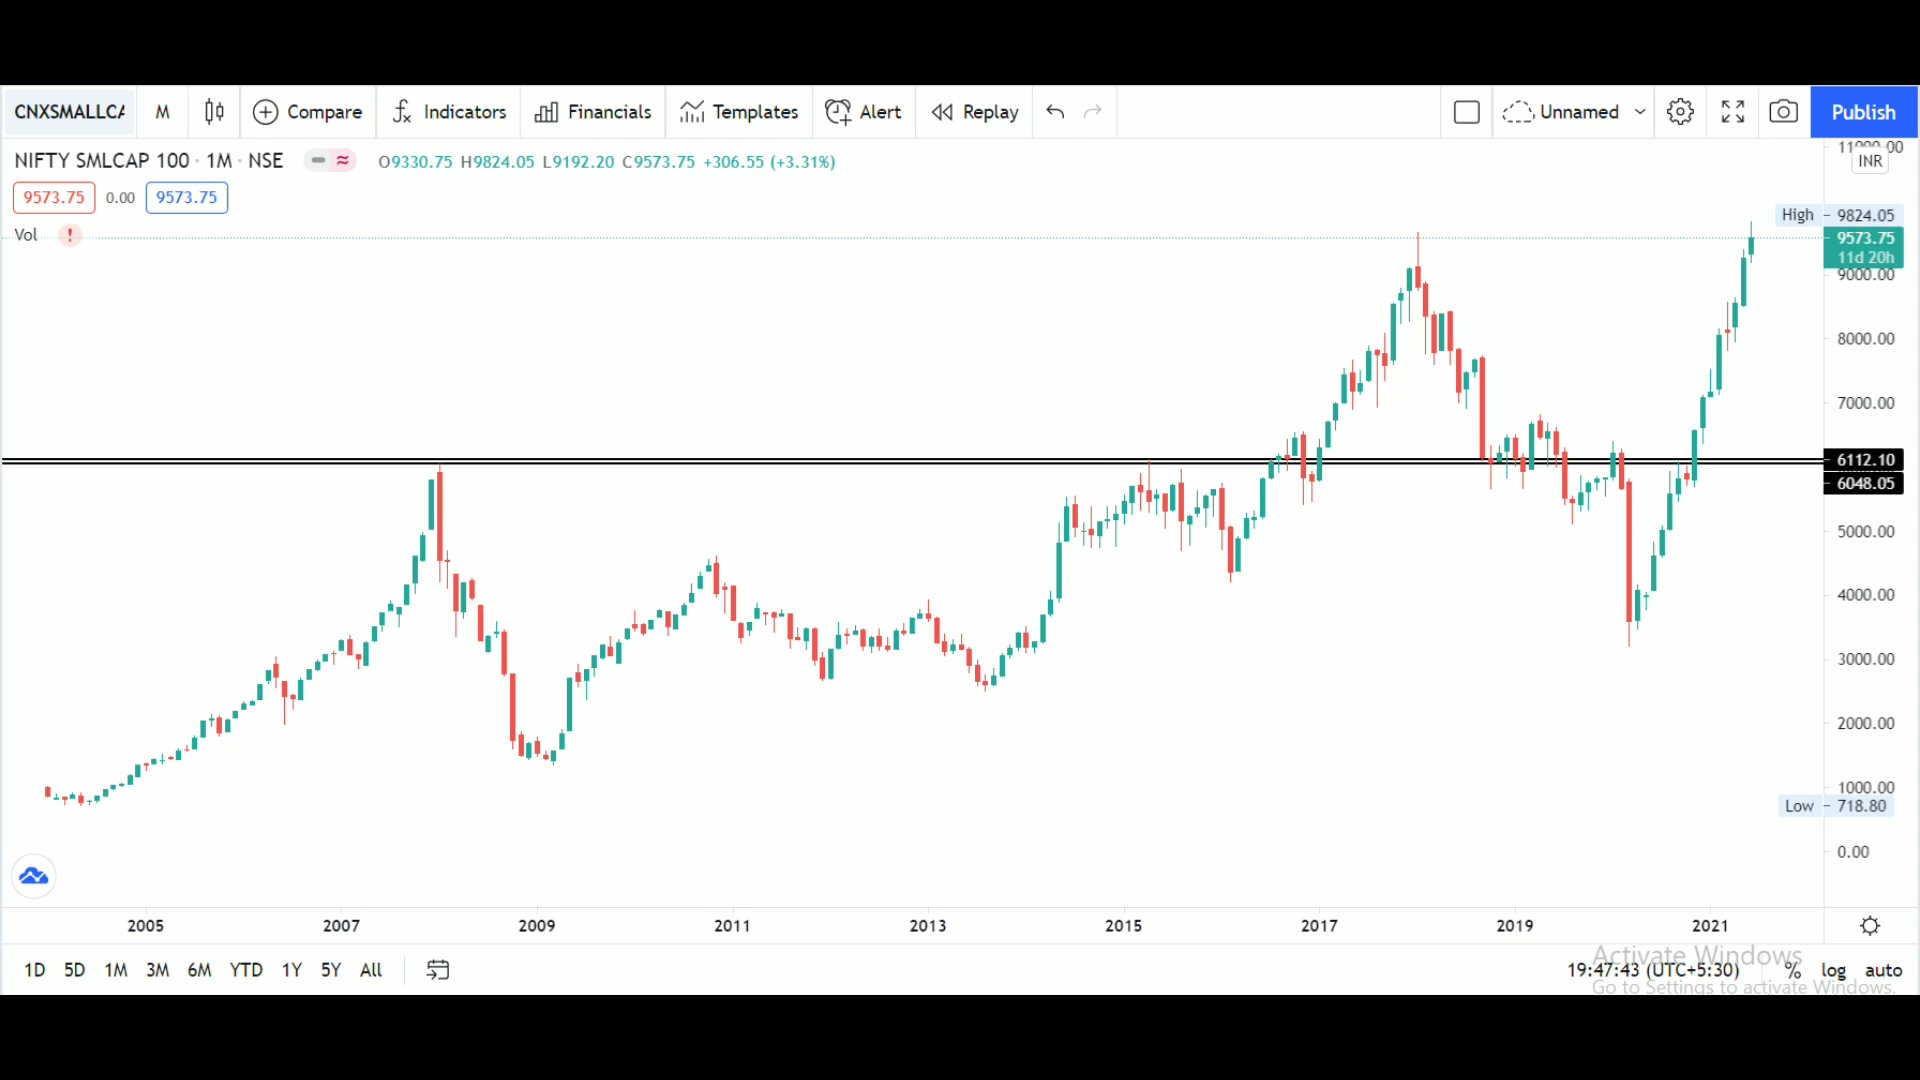 CNXSMALLCA M Compare Indicators Financials Templates Alert Replay Unnamed Publish
NIFTY SMLCAP 100 · 1M · NSE O9330.75 H9824.05 L9192.20 C9573.75 +306.55 (+3.31%)
9573.75 0.00 9573.75
Vol !
11000.00
INR
High 9824.05
9573.75
11d 20h
9000.00
8000.00
7000.00
6112.10
6048.05
5000.00
4000.00
3000.00
2000.00
1000.00
Low 718.80
0.00
2005 2007 2009 2011 2013 2015 2017 2019 2021
1D 5D 1M 3M 6M YTD 1Y 5Y All 19:47:43 (UTC+5:30) % log auto
Activate Windows
Go to Settings to activate Windows.